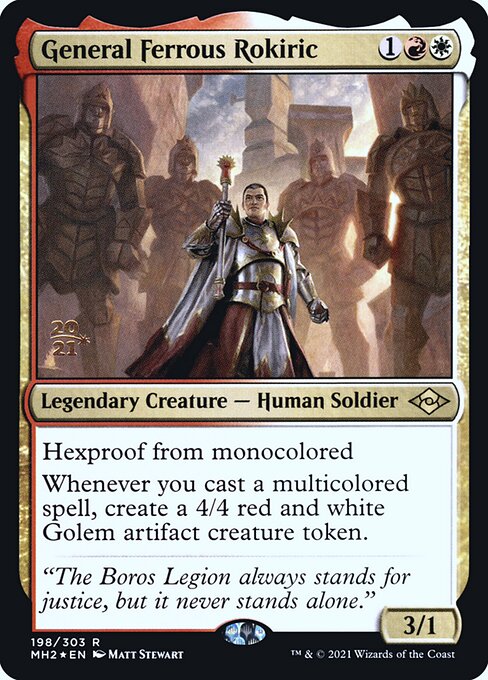 General Ferrous Rokiric 1
20
21
Legendary Creature — Human Soldier
Hexproof from monocolored
Whenever you cast a multicolored
spell, create a 4/4 red and white
Golem artifact creature token.
“The Boros Legion always stands for
justice, but it never stands alone.”
3/1
198/303 R
MH2 ★ EN Matt Stewart
™ & © 2021 Wizards of the Coast